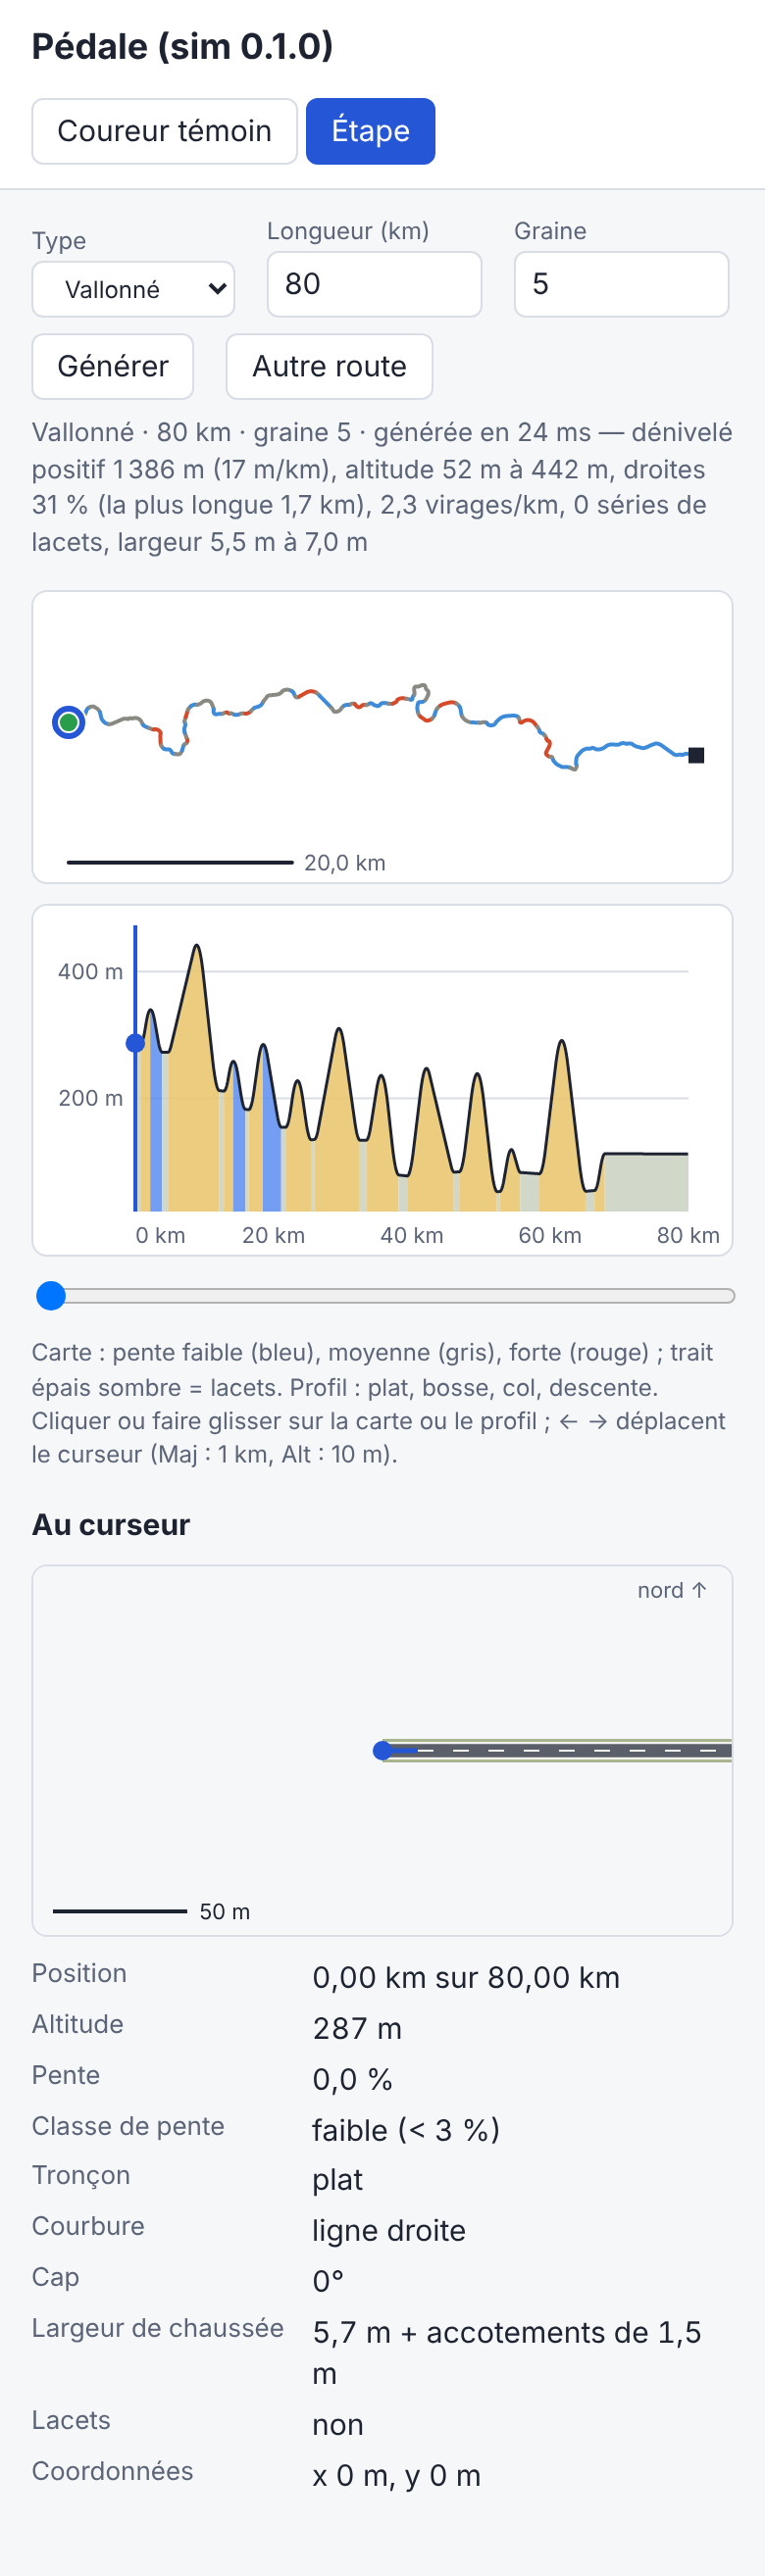 Pédale (sim 0.1.0)
Coureur témoin
Étape
Type
Longueur (km)
Graine
Vallonné
80
5
Générer
Autre route
Vallonné · 80 km · graine 5 · générée en 24 ms — dénivelé
positif 1 386 m (17 m/km), altitude 52 m à 442 m, droites
31 % (la plus longue 1,7 km), 2,3 virages/km, 0 séries de
lacets, largeur 5,5 m à 7,0 m
20,0 km
400 m
200 m
0 km
20 km
40 km
60 km
80 km
Carte : pente faible (bleu), moyenne (gris), forte (rouge) ; trait
épais sombre = lacets. Profil : plat, bosse, col, descente.
Cliquer ou faire glisser sur la carte ou le profil ; ← → déplacent
le curseur (Maj : 1 km, Alt : 10 m).
Au curseur
nord ↑
50 m
Position
0,00 km sur 80,00 km
Altitude
287 m
Pente
0,0 %
Classe de pente
faible (< 3 %)
Tronçon
plat
Courbure
ligne droite
Cap
0°
Largeur de chaussée
5,7 m + accotements de 1,5
m
Lacets
non
Coordonnées
x 0 m, y 0 m